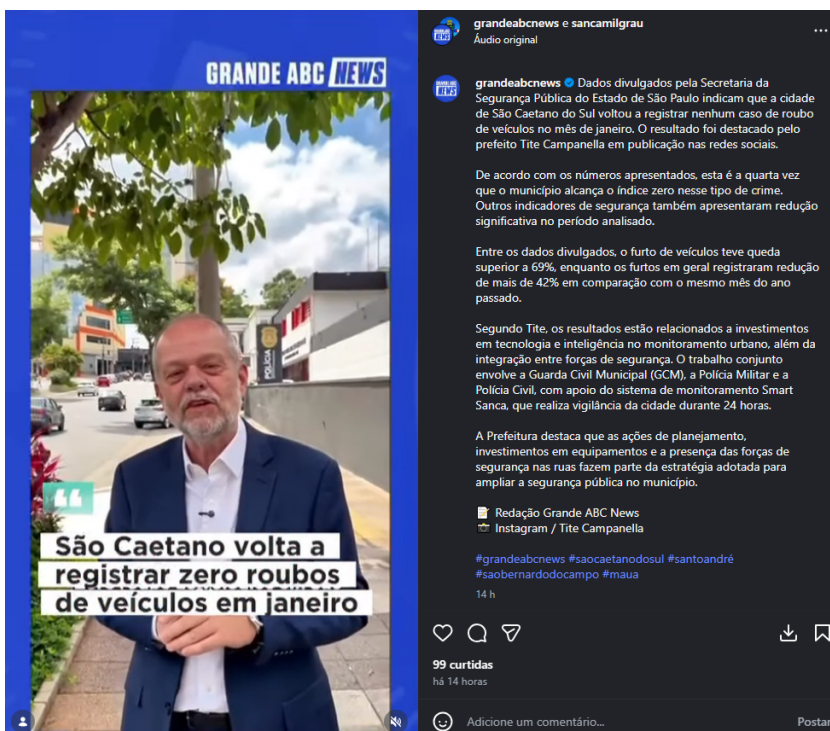 GRANDE ABC NEWS
POLÍCIA
São Caetano volta a
registrar zero roubos
de veículos em janeiro
grandeabcnews e sancamilgrau
Áudio original
grandeabcnews Dados divulgados pela Secretaria da
Segurança Pública do Estado de São Paulo indicam que a cidade
de São Caetano do Sul voltou a registrar nenhum caso de roubo
de veículos no mês de janeiro. O resultado foi destacado pelo
prefeito Tite Campanella em publicação nas redes sociais.
De acordo com os números apresentados, esta é a quarta vez
que o município alcança o índice zero nesse tipo de crime.
Outros indicadores de segurança também apresentaram redução
significativa no período analisado.
Entre os dados divulgados, o furto de veículos teve queda
superior a 69%, enquanto os furtos em geral registraram redução
de mais de 42% em comparação com o mesmo mês do ano
passado.
Segundo Tite, os resultados estão relacionados a investimentos
em tecnologia e inteligência no monitoramento urbano, além da
integração entre forças de segurança. O trabalho conjunto
envolve a Guarda Civil Municipal (GCM), a Polícia Militar e a
Polícia Civil, com apoio do sistema de monitoramento Smart
Sanca, que realiza vigilância da cidade durante 24 horas.
A Prefeitura destaca que as ações de planejamento,
investimentos em equipamentos e a presença das forças de
segurança nas ruas fazem parte da estratégia adotada para
ampliar a segurança pública no município.
Redação Grande ABC News
Instagram / Tite Campanella
#grandeabcnews #saocaetanodosul #santoandré
#saobernardodocampo #maua
14 h
99 curtidas
há 14 horas
Adicione um comentário...
Postar